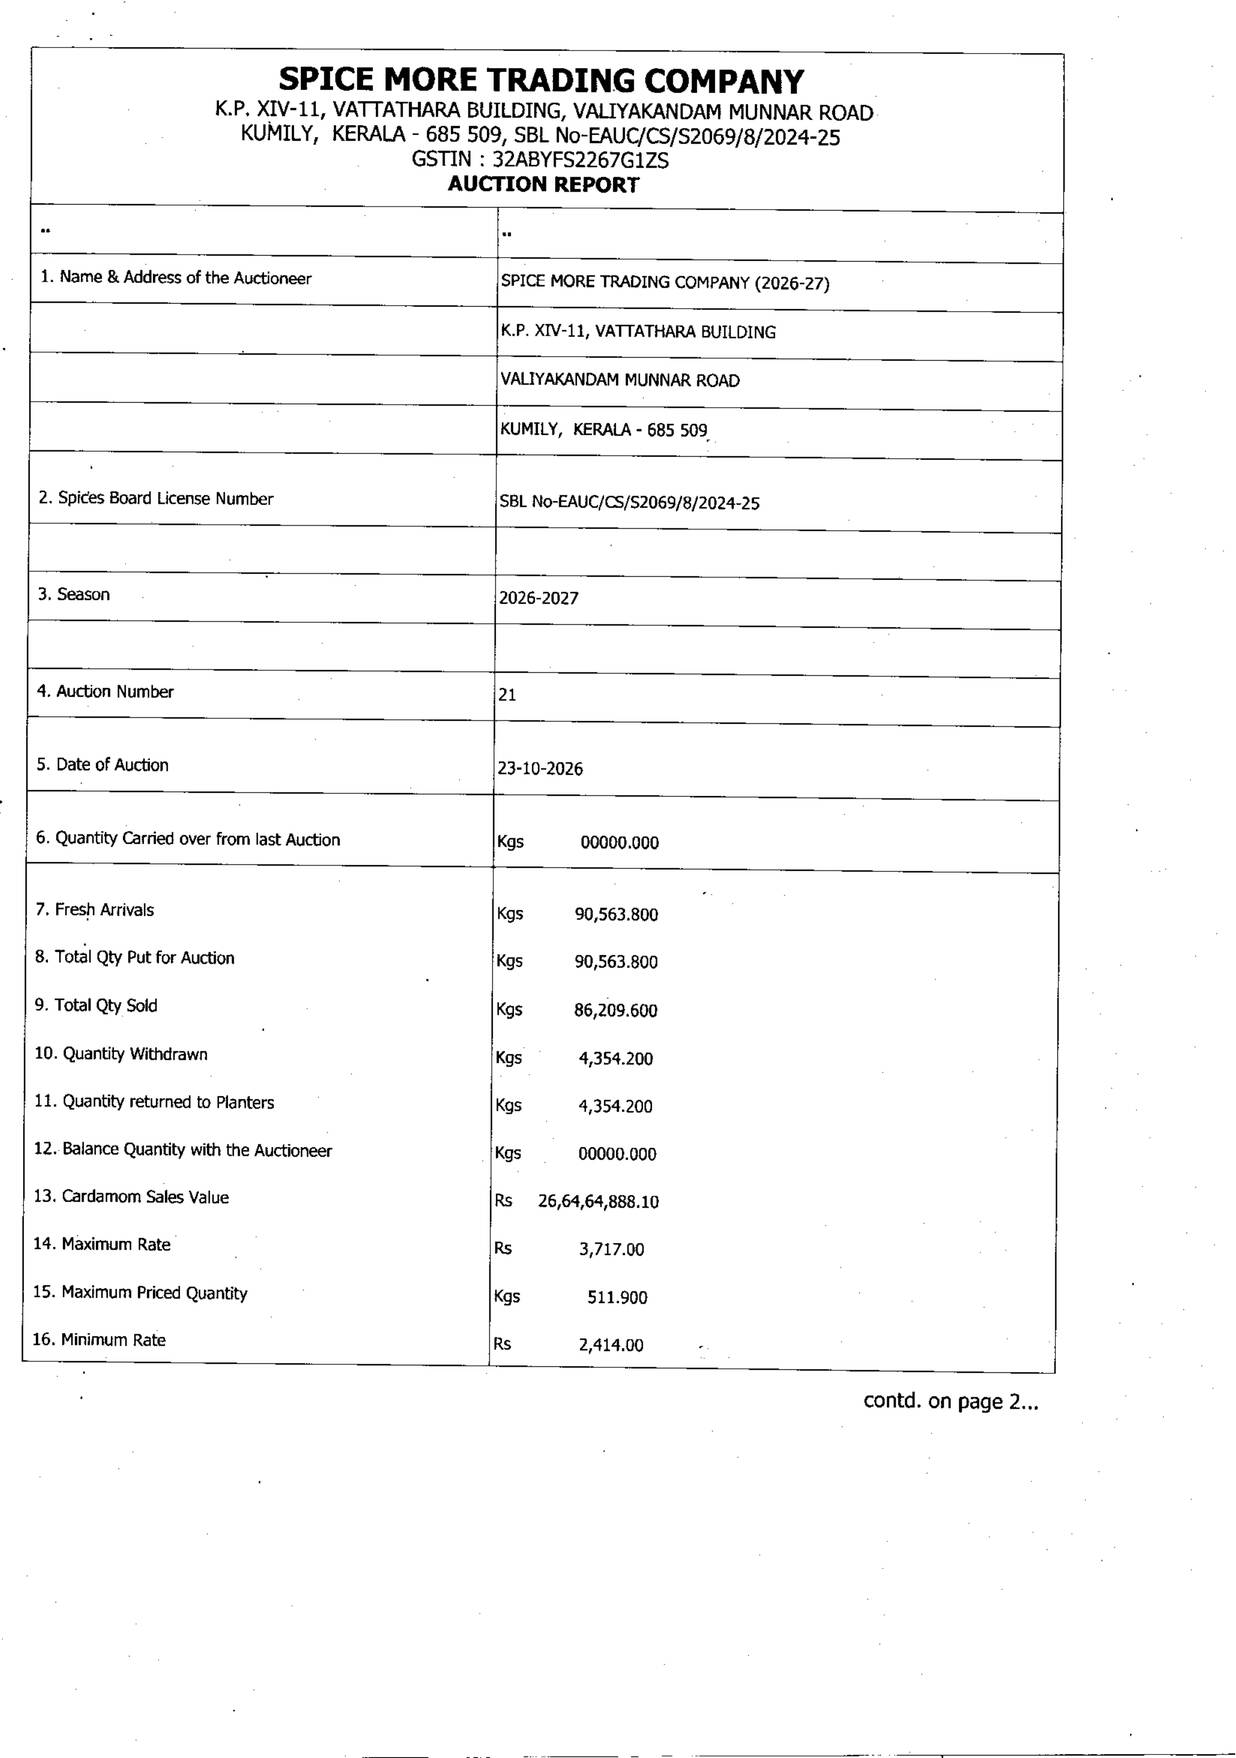 SPICE MORE TRADING COMPANY
K.P. XIV-11, VATTATHARA BUILDING, VALIYAKANDAM MUNNAR ROAD
KUMILY, KERALA - 685 509, SBL No-EAUC/CS/S2069/8/2024-25
GSTIN : 32ABYFS2267G1ZS
AUCTION REPORT
.. ..
1. Name & Address of the Auctioneer SPICE MORE TRADING COMPANY (2026-27)
K.P. XIV-11, VATTATHARA BUILDING
VALIYAKANDAM MUNNAR ROAD
KUMILY, KERALA - 685 509
2. Spices Board License Number SBL No-EAUC/CS/S2069/8/2024-25
3. Season 2026-2027
4. Auction Number 21
5. Date of Auction 23-10-2026
6. Quantity Carried over from last Auction Kgs 00000.000
7. Fresh Arrivals Kgs 90,563.800
8. Total Qty Put for Auction Kgs 90,563.800
9. Total Qty Sold Kgs 86,209.600
10. Quantity Withdrawn Kgs 4,354.200
11. Quantity returned to Planters Kgs 4,354.200
12. Balance Quantity with the Auctioneer Kgs 00000.000
13. Cardamom Sales Value Rs 26,64,64,888.10
14. Maximum Rate Rs 3,717.00
15. Maximum Priced Quantity Kgs 511.900
16. Minimum Rate Rs 2,414.00
contd. on page 2...